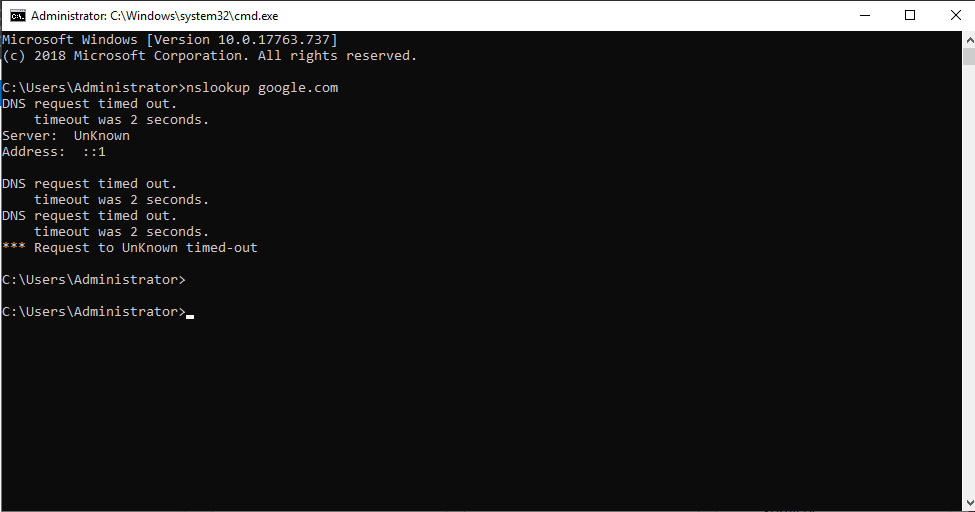 Administrator: C:\Windows\system32\cmd.exe
Microsoft Windows [Version 10.0.17763.737]
(c) 2018 Microsoft Corporation. All rights reserved.
C:\Users\Administrator>nslookup google.com
DNS request timed out.
    timeout was 2 seconds.
Server:  UnKnown
Address:  ::1
DNS request timed out.
    timeout was 2 seconds.
DNS request timed out.
    timeout was 2 seconds.
*** Request to UnKnown timed-out
C:\Users\Administrator>
C:\Users\Administrator>